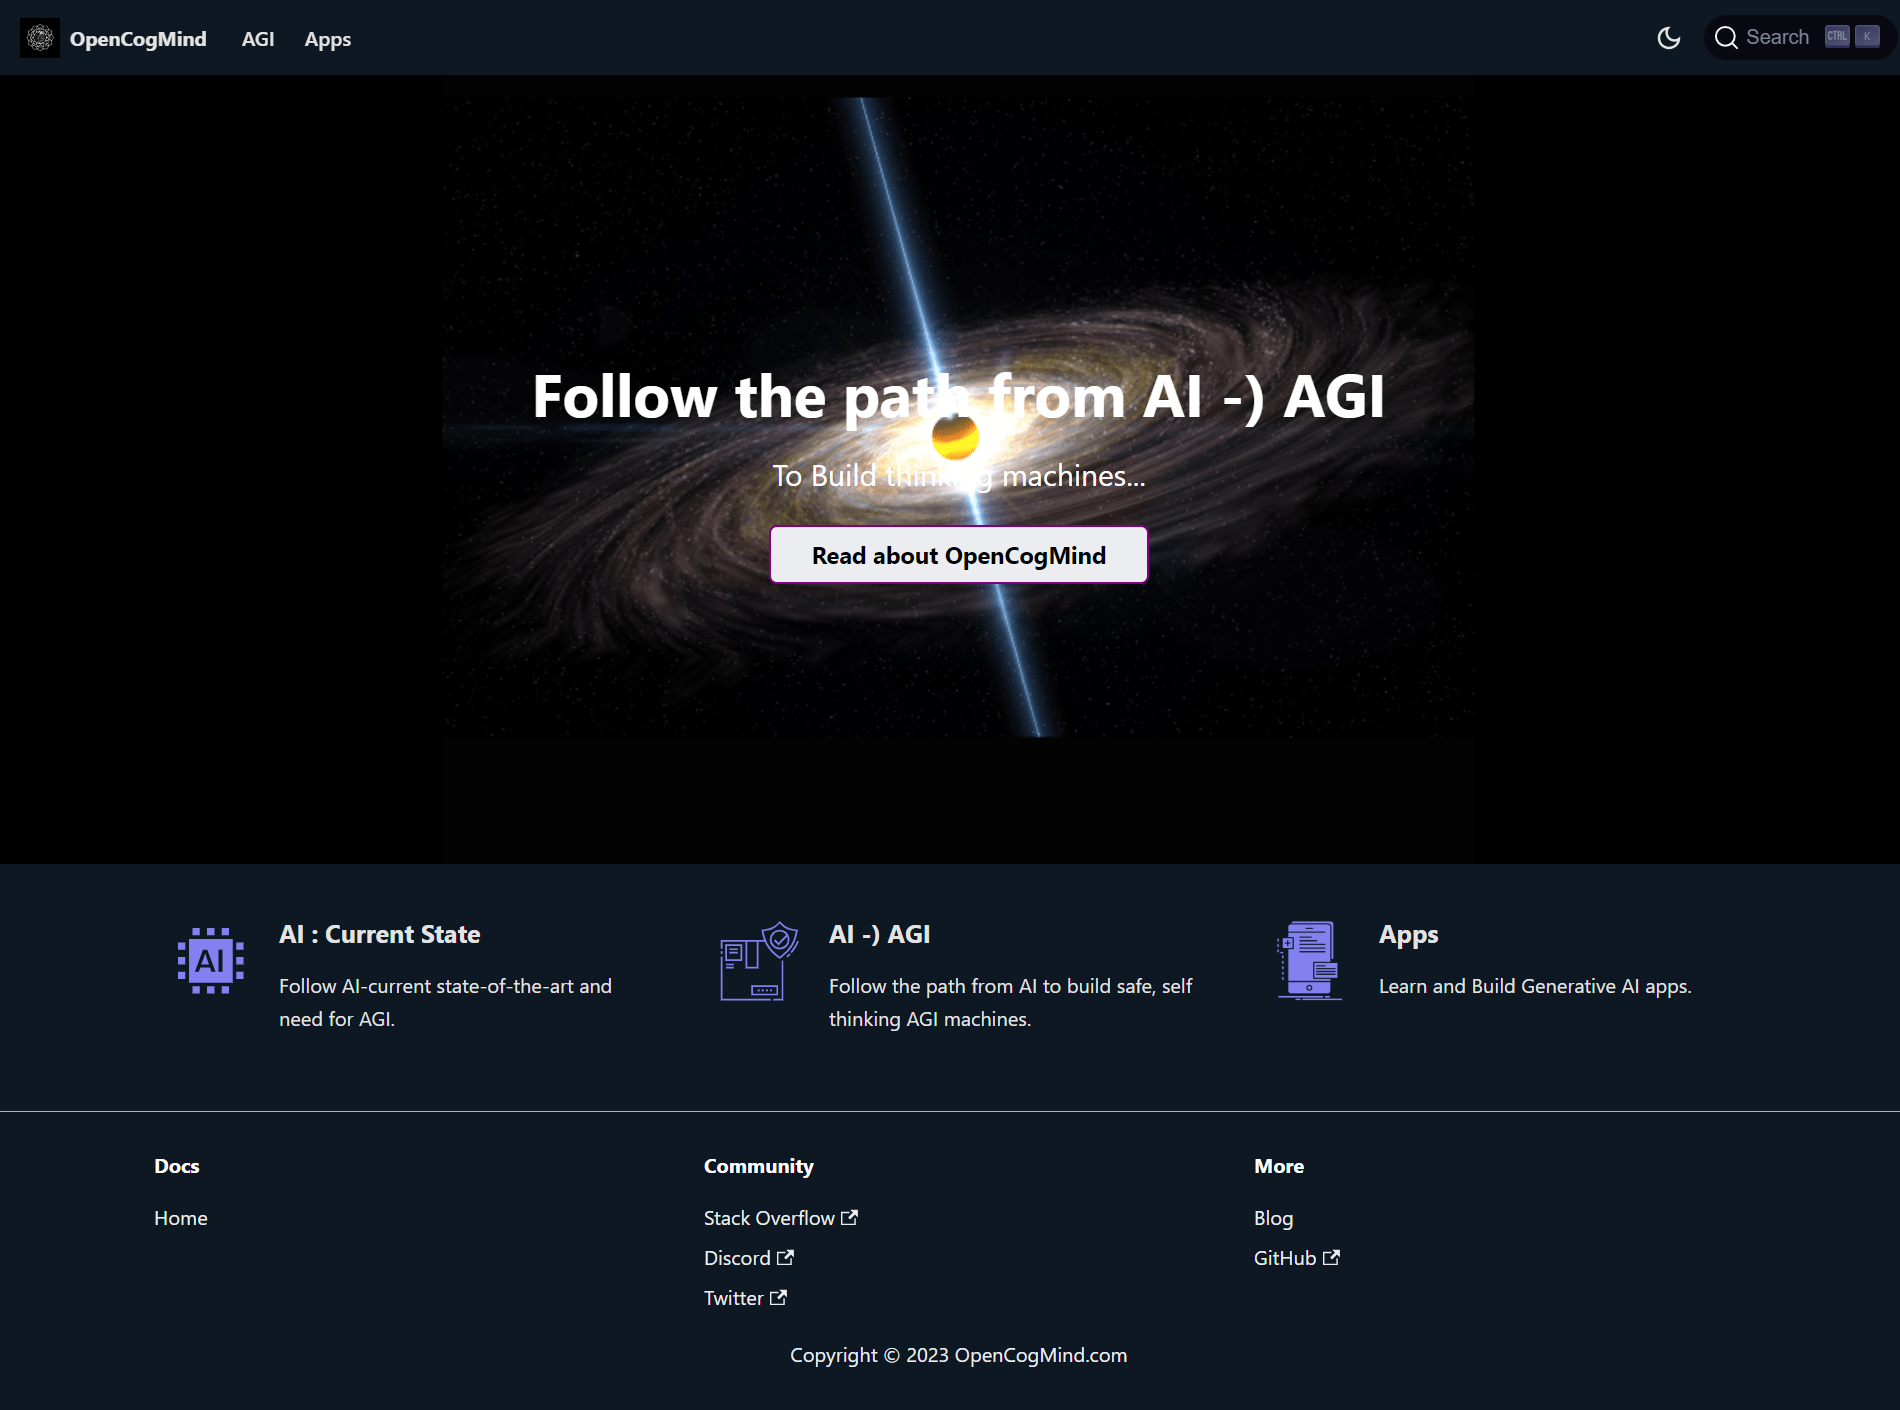 OpenCogMind AGI Apps Search CTRL K
Follow the path from AI -) AGI
To Build thinking machines...
Read about OpenCogMind
AI : Current State
Follow AI-current state-of-the-art and
need for AGI.
AI -) AGI
Follow the path from AI to build safe, self
thinking AGI machines.
Apps
Learn and Build Generative AI apps.
AI
Docs
Home
Community
Stack Overflow
Discord
Twitter
More
Blog
GitHub
Copyright © 2023 OpenCogMind.com